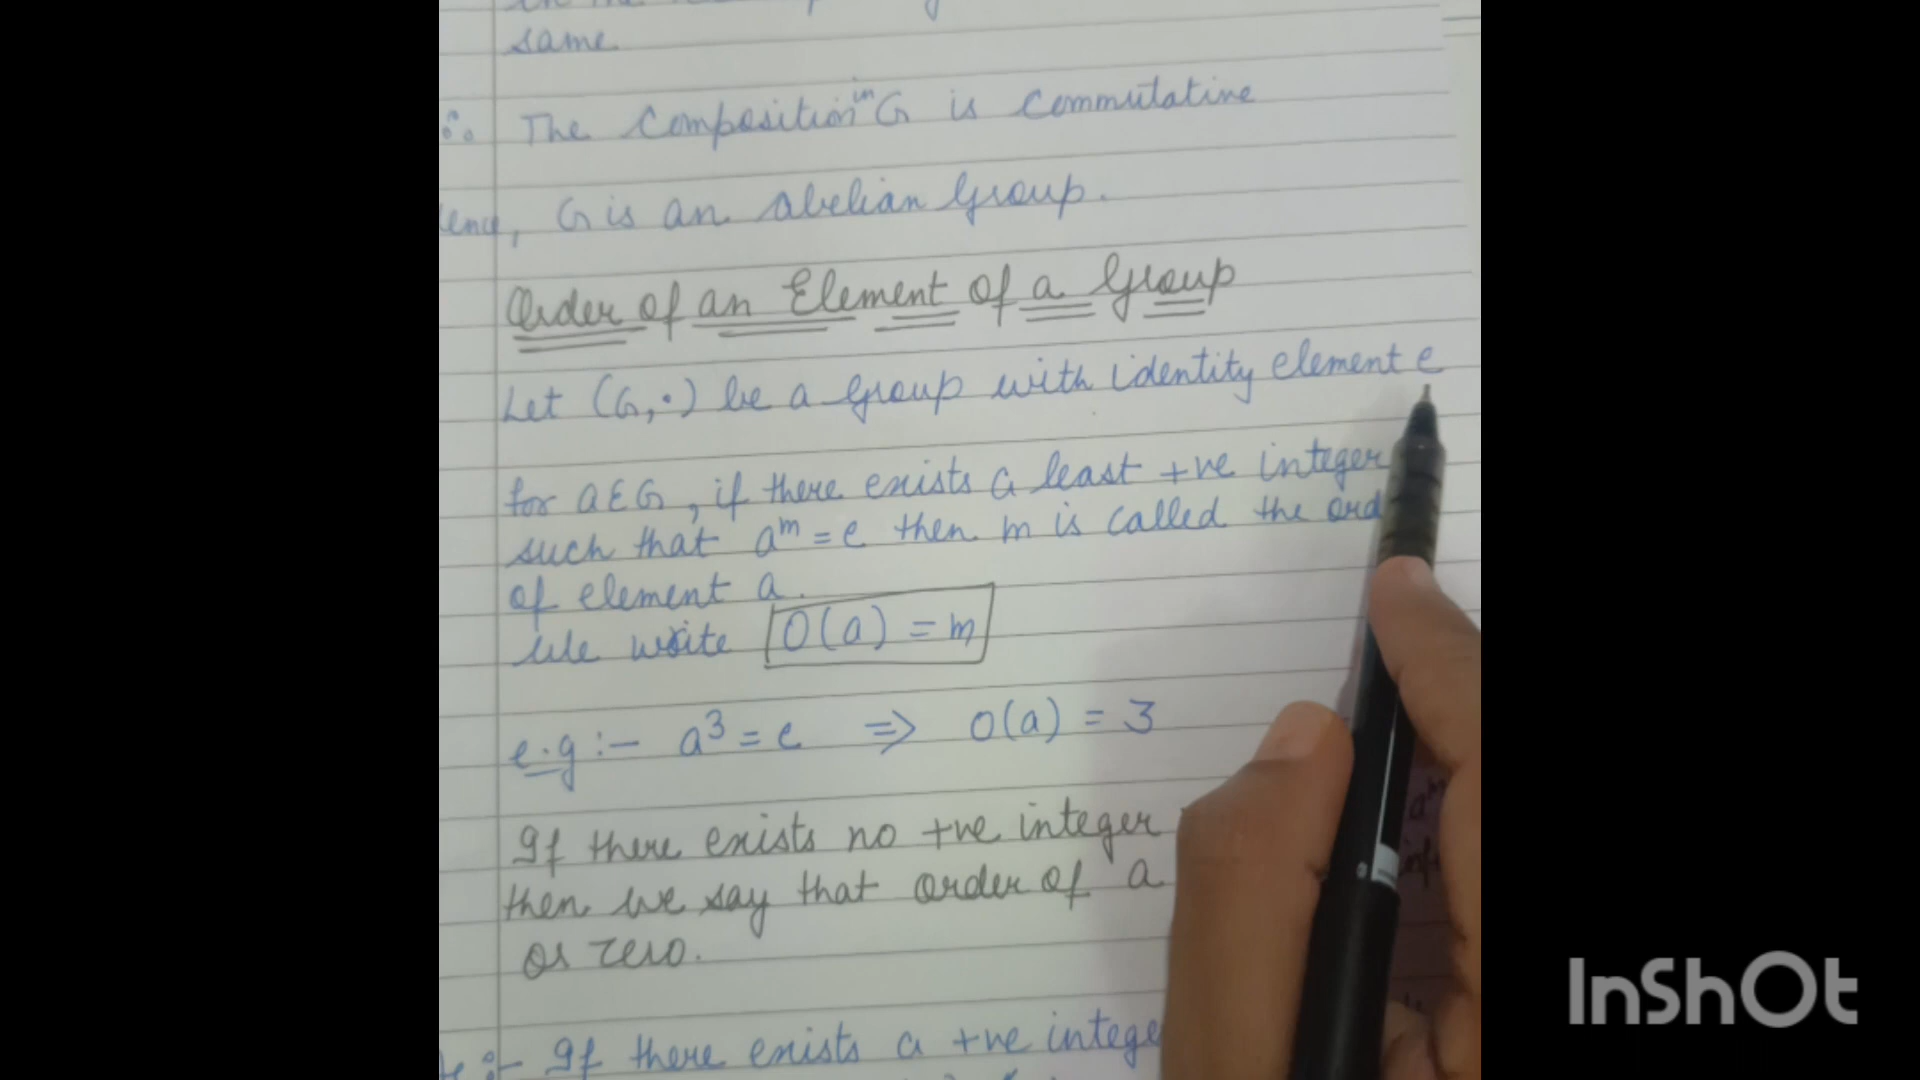 same.
∴ The Composition in G is Commutative
G is an abelian Group.
Order of an Element of a Group
Let (G, ·) be a Group with identity element e
for a∈G, if there exists a least +ve integer
such that a^m = e then m is called the ord
of element a.
We write O(a) = m
e.g :- a³ = e ⇒ O(a) = 3
If there exists no +ve integer
then we say that order of a
or zero.
:- If there exists a +ve intege
InShOt